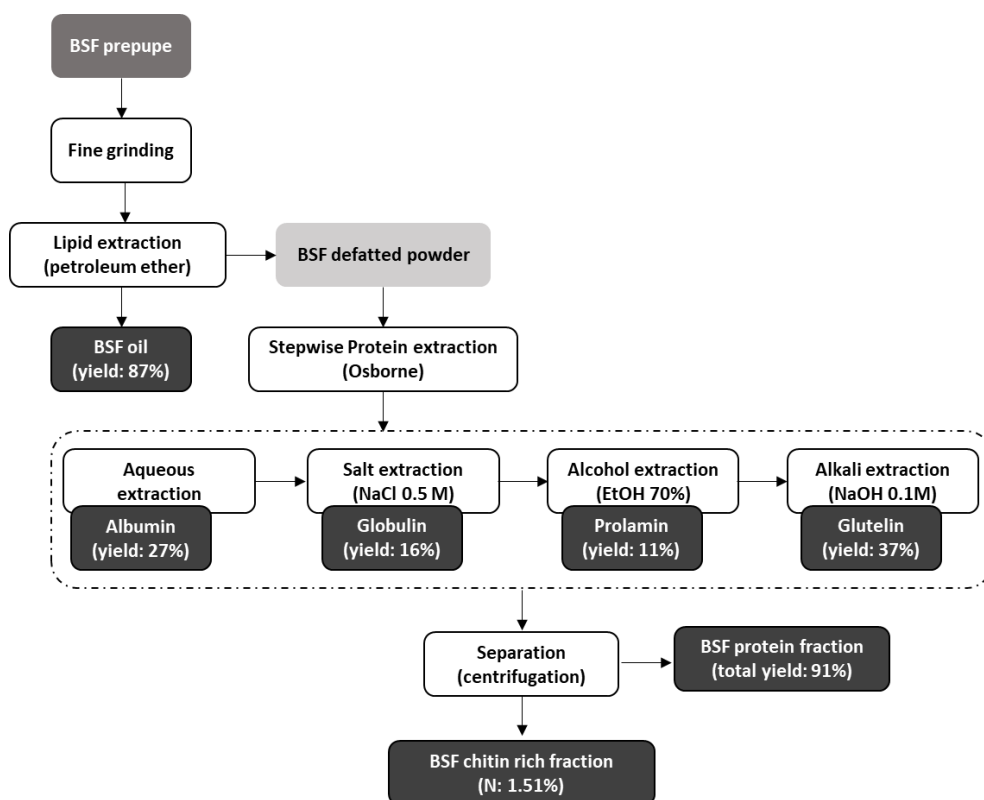 BSF prepupe
Fine grinding
Lipid extraction
(petroleum ether)
BSF defatted powder
BSF oil
(yield: 87%)
Stepwise Protein extraction
(Osborne)
Aqueous
extraction
Albumin
(yield: 27%)
Salt extraction
(NaCl 0.5 M)
Globulin
(yield: 16%)
Alcohol extraction
(EtOH 70%)
Prolamin
(yield: 11%)
Alkali extraction
(NaOH 0.1M)
Glutelin
(yield: 37%)
Separation
(centrifugation)
BSF protein fraction
(total yield: 91%)
BSF chitin rich fraction
(N: 1.51%)